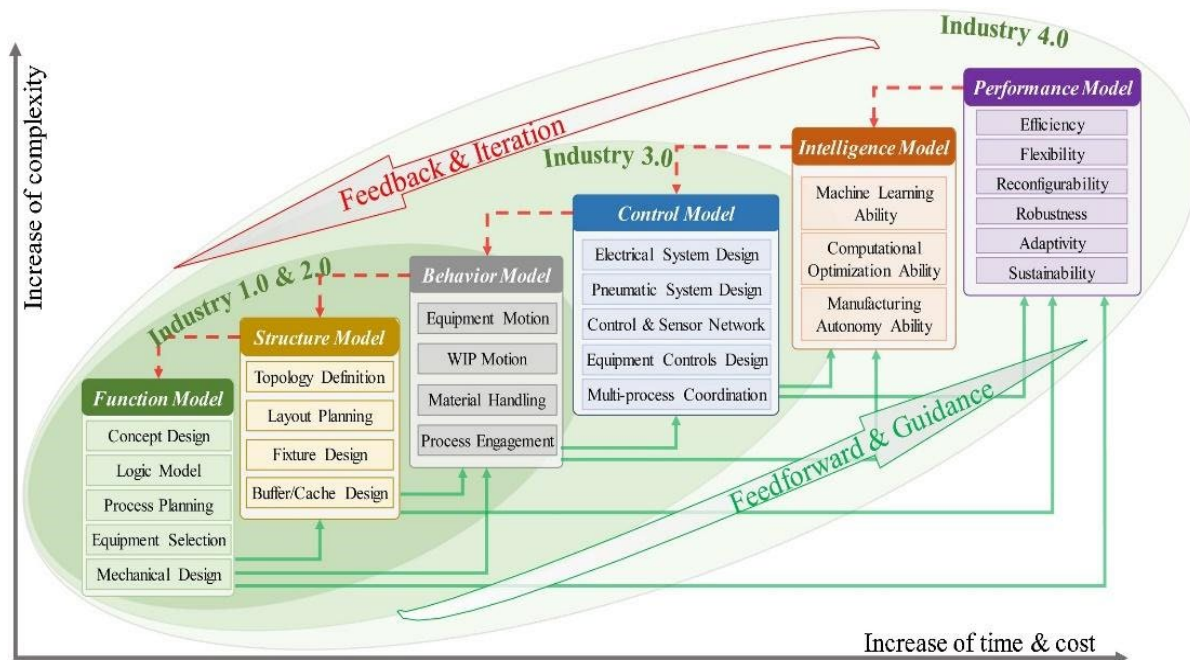 Increase of complexity
Industry 4.0
Feedback & Iteration
Industry 3.0
Industry 1.0 & 2.0
Function Model
Concept Design
Logic Model
Process Planning
Equipment Selection
Mechanical Design
Structure Model
Topology Definition
Layout Planning
Fixture Design
Buffer/Cache Design
Behavior Model
Equipment Motion
WIP Motion
Material Handling
Process Engagement
Control Model
Electrical System Design
Pneumatic System Design
Control & Sensor Network
Equipment Controls Design
Multi-process Coordination
Intelligence Model
Machine Learning
Ability
Computational
Optimization Ability
Manufacturing
Autonomy Ability
Performance Model
Efficiency
Flexibility
Reconfigurability
Robustness
Adaptivity
Sustainability
Feedforward & Guidance
Increase of time & cost